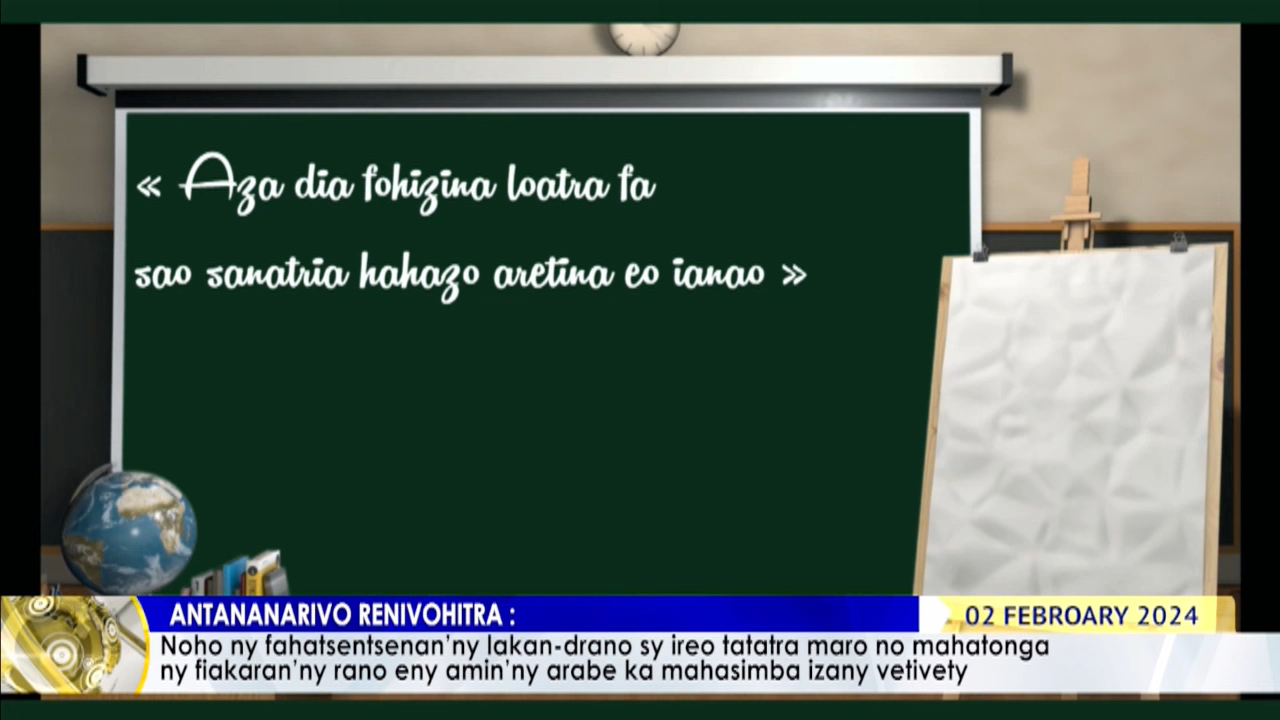 « Aza dia fohizina loatra fa
sao sanatria hahazo aretina eo ianao »
ANTANANARIVO RENIVOHITRA :
02 FEBROARY 2024
Noho ny fahatsentsenan'ny lakan-drano sy ireo tatatra maro no mahatonga
ny fiakaran'ny rano eny amin'ny arabe ka mahasimba izany vetivety